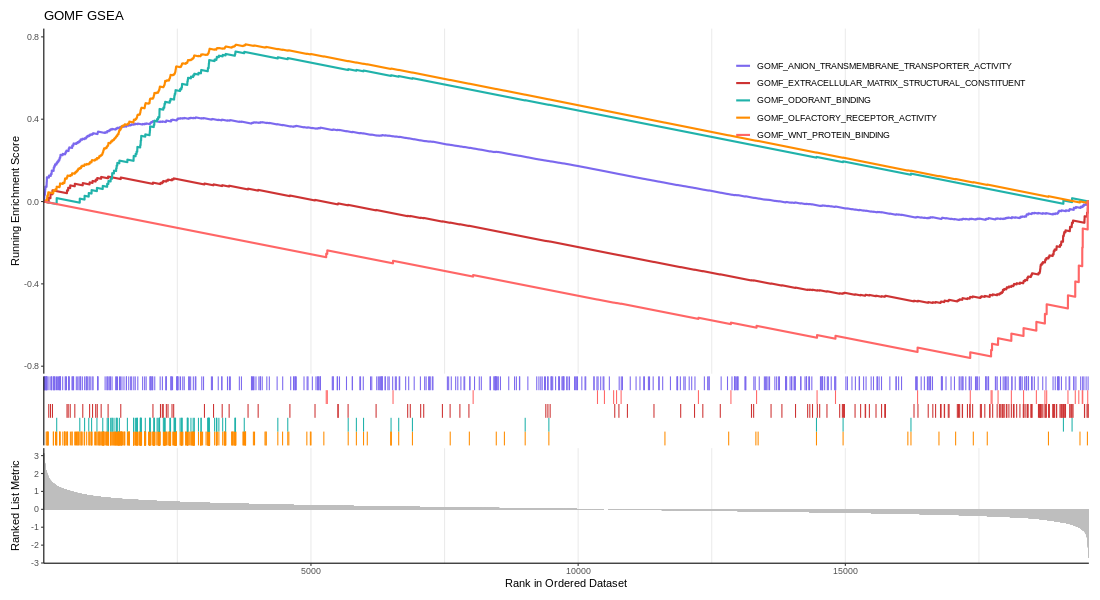 GOMF GSEA
Running Enrichment Score
0.8
0.4
0.0
-0.4
-0.8
GOMF_ANION_TRANSMEMBRANE_TRANSPORTER_ACTIVITY
GOMF_EXTRACELLULAR_MATRIX_STRUCTURAL_CONSTITUENT
GOMF_ODORANT_BINDING
GOMF_OLFACTORY_RECEPTOR_ACTIVITY
GOMF_WNT_PROTEIN_BINDING
Ranked List Metric
3
2
1
0
-1
-2
-3
5000
10000
15000
Rank in Ordered Dataset